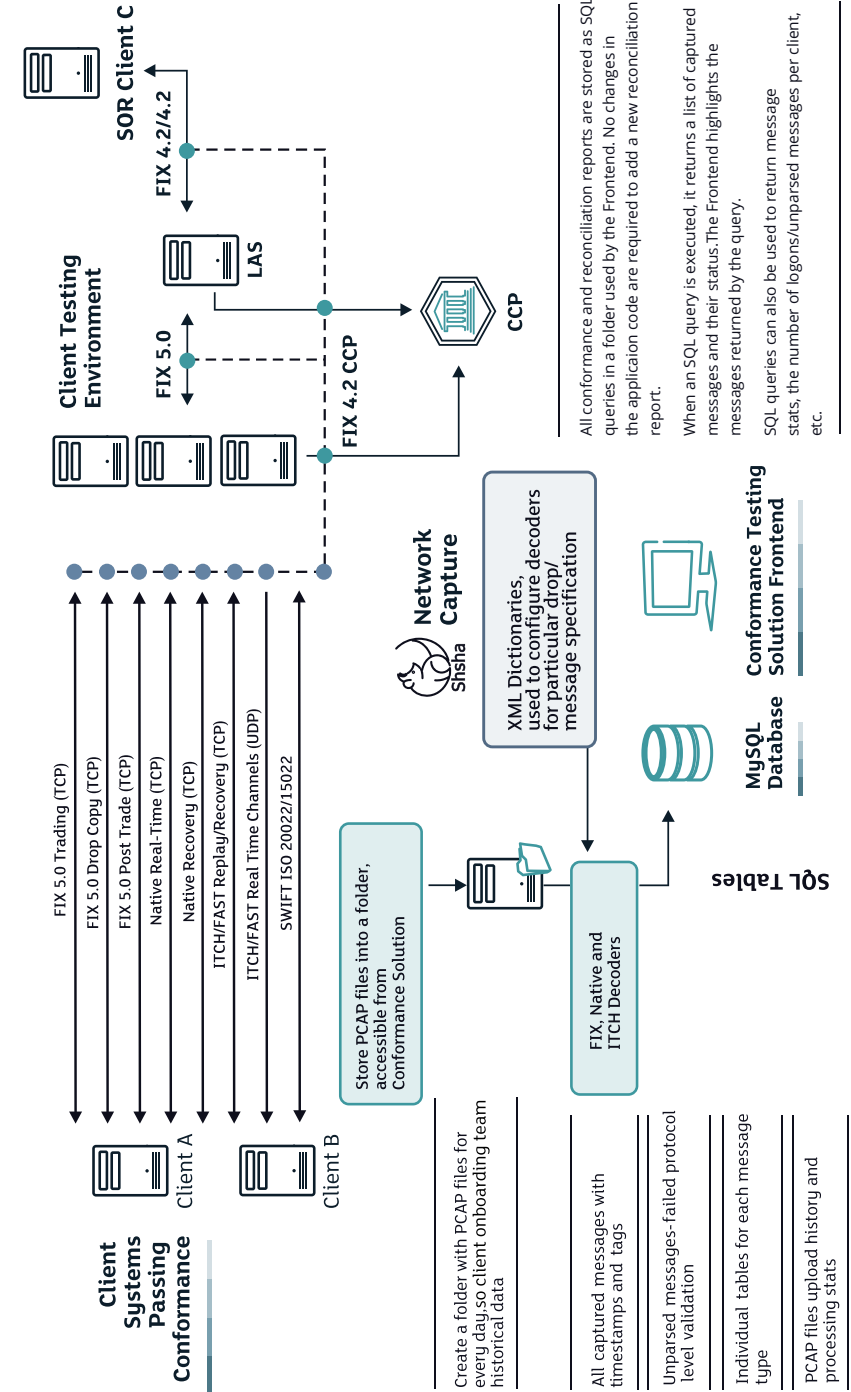 Client
Systems
Passing
Conformance
Client A
Client B
FIX 5.0 Trading (TCP)
FIX 5.0 Drop Copy (TCP)
FIX 5.0 Post Trade (TCP)
Native Real-Time (TCP)
Native Recovery (TCP)
ITCH/FAST Replay/Recovery (TCP)
ITCH/FAST Real Time Channels (UDP)
SWIFT ISO 20022/15022
Client Testing
Environment
FIX 5.0
LAS
FIX 4.2/4.2
SOR Client C
FIX 4.2 CCP
CCP
Network
Capture
Shsha
Create a folder with PCAP files for
every day,so client onboarding team
historical data
Store PCAP files into a folder,
accessible from
Conformance Solution
XML Dictionaries,
used to configure decoders
for particular drop/
message specification
FIX, Native and
ITCH Decoders
All captured messages with
timestamps and tags
Unparsed messages-failed protocol
level validation
Individual tables for each message
type
PCAP files upload history and
processing stats
SQL Tables
MySQL
Database
Conformance Testing
Solution Frontend
All conformance and reconciliation reports are stored as SQL
queries in a folder used by the Frontend. No changes in
the applicaion code are required to add a new reconciliation
report.
When an SQL query is executed, it returns a list of captured
messages and their status.The Frontend highlights the
messages returned by the query.
SQL queries can also be used to return message
stats, the number of logons/unparsed messages per client,
etc.